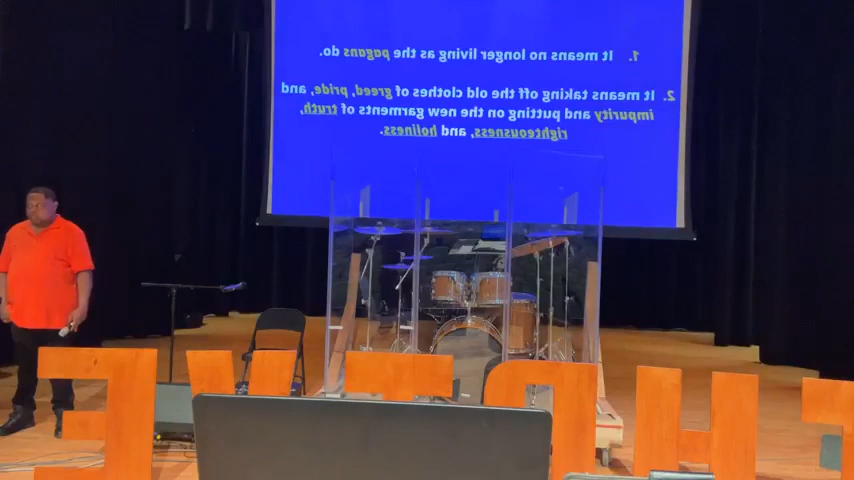 1. It means no longer living as the pagans do.
2. It means taking off the old clothes of greed, pride, and
impurity and putting on the new garments of truth,
righteousness, and holiness.